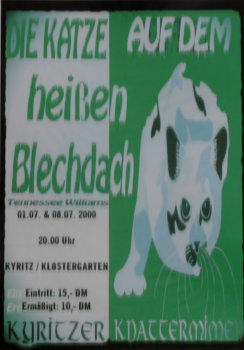 DIE KATZE AUF DEM
heißen
Blechdach
Tennessee Williams
01.07. & 08.07. 2000
20.00 Uhr
KYRITZ / KLOSTERGARTEN
Eintritt: 15,- DM
Ermäßigt: 10,- DM
KYRITZER KNATTERMIMEN